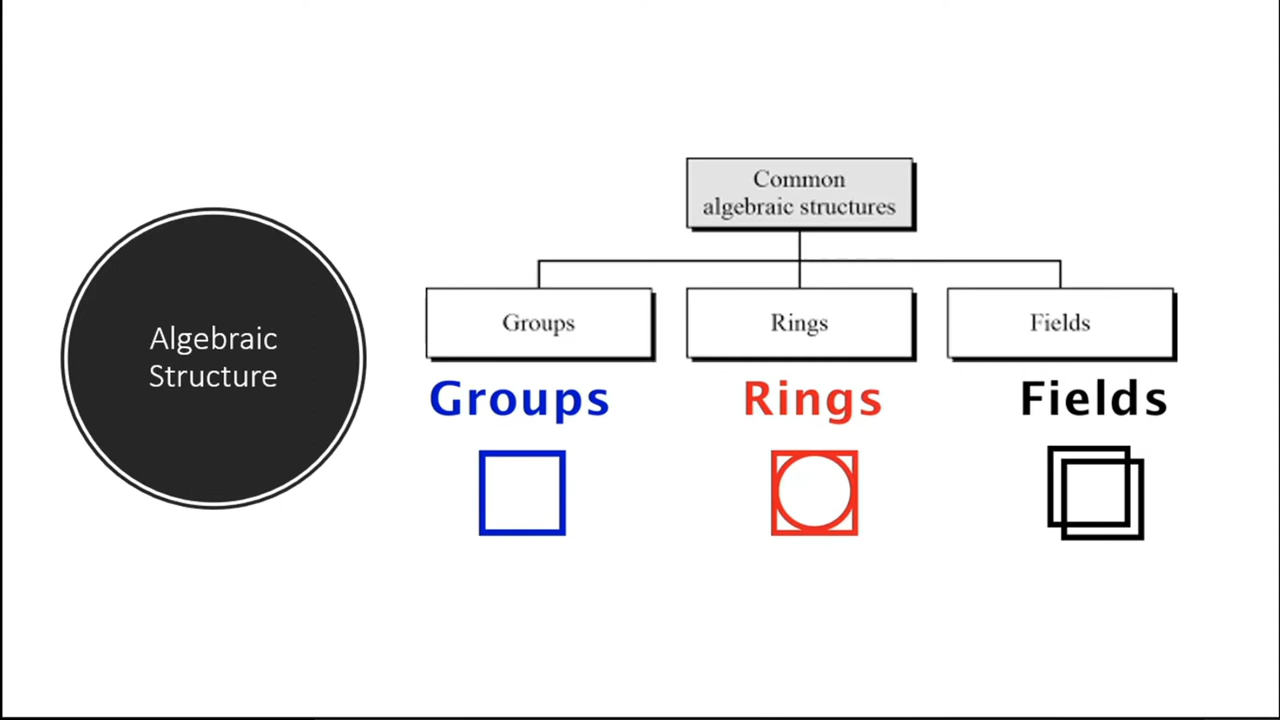 Algebraic
Structure
Common
algebraic structures
Groups
Rings
Fields
Groups
Rings
Fields